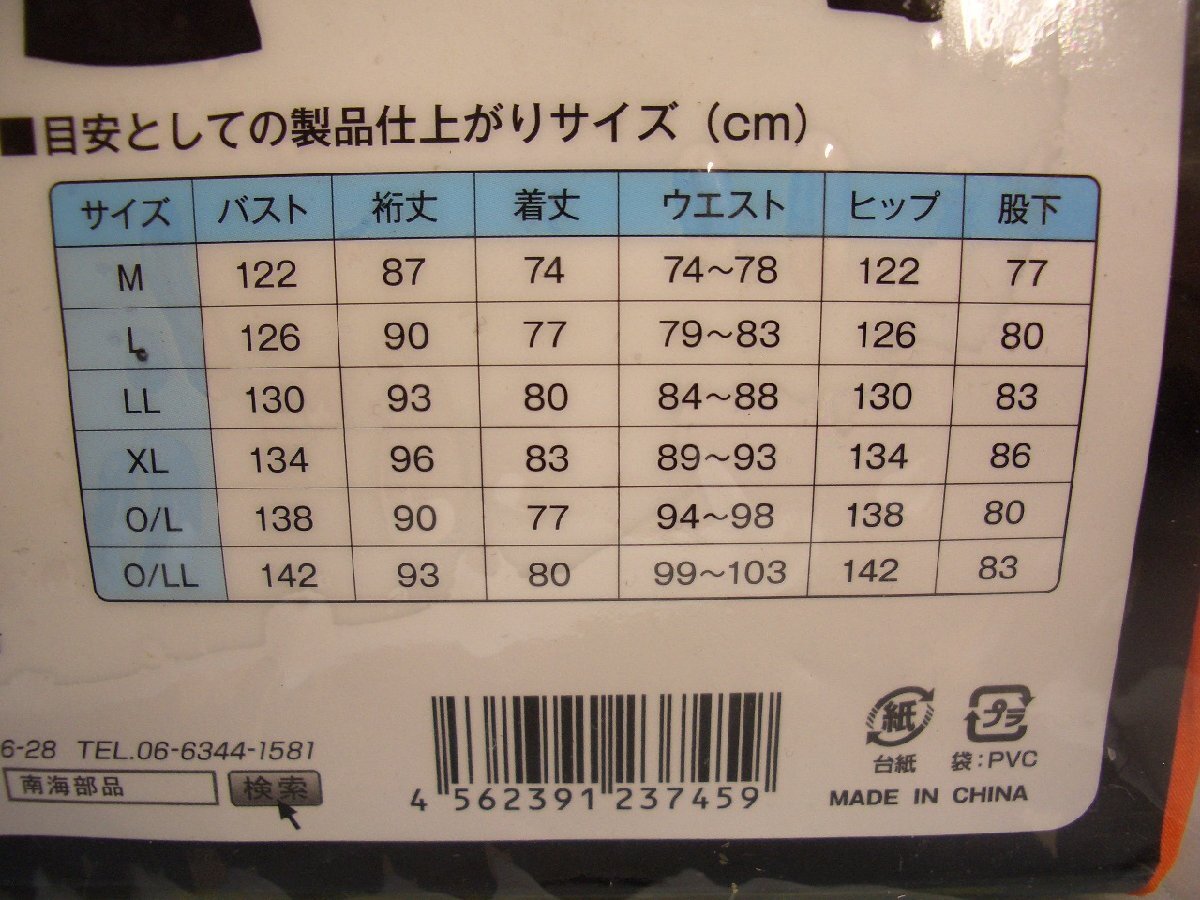 ■目安としての製品仕上がりサイズ（cm）
サイズ バスト 裄丈 着丈 ウエスト ヒップ 股下
M 122 87 74 74～78 122 77
L 126 90 77 79～83 126 80
LL 130 93 80 84～88 130 83
XL 134 96 83 89～93 134 86
O/L 138 90 77 94～98 138 80
O/LL 142 93 80 99～103 142 83
6-28 TEL.06-6344-1581
南海部品 検索
4 562391 237459
紙 プラ
台紙 袋：PVC
MADE IN CHINA